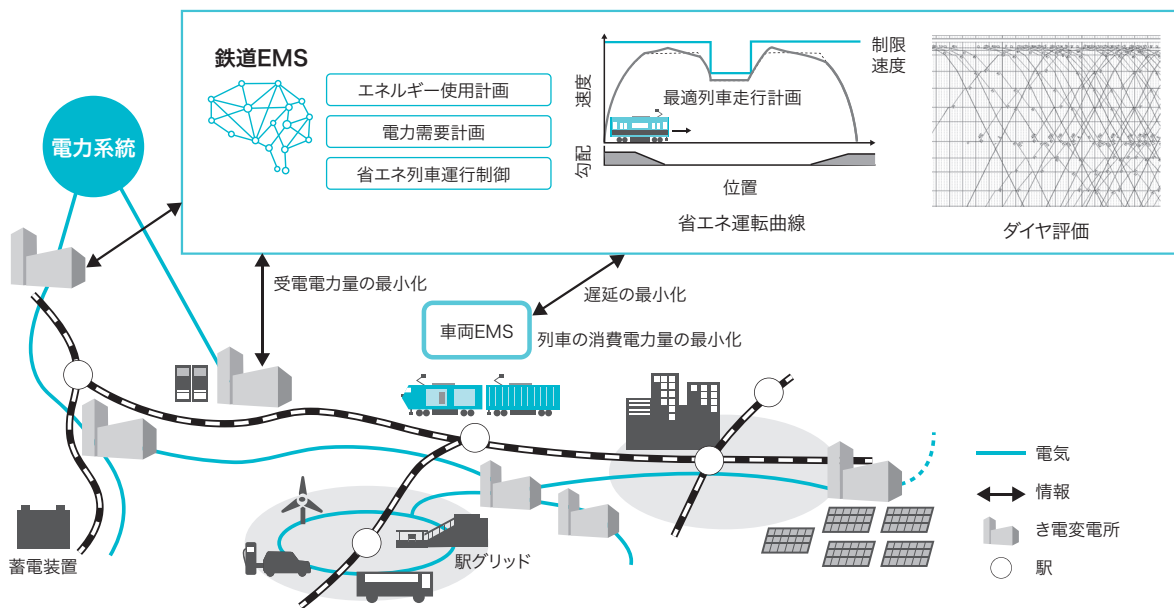 鉄道EMS
エネルギー使用計画
電力需要計画
省エネ列車運行制御
速度
制限
速度
最適列車走行計画
勾配
位置
省エネ運転曲線
ダイヤ評価
電力系統
受電電力量の最小化
遅延の最小化
車両EMS
列車の消費電力量の最小化
電気
情報
き電変電所
駅
蓄電装置
駅グリッド